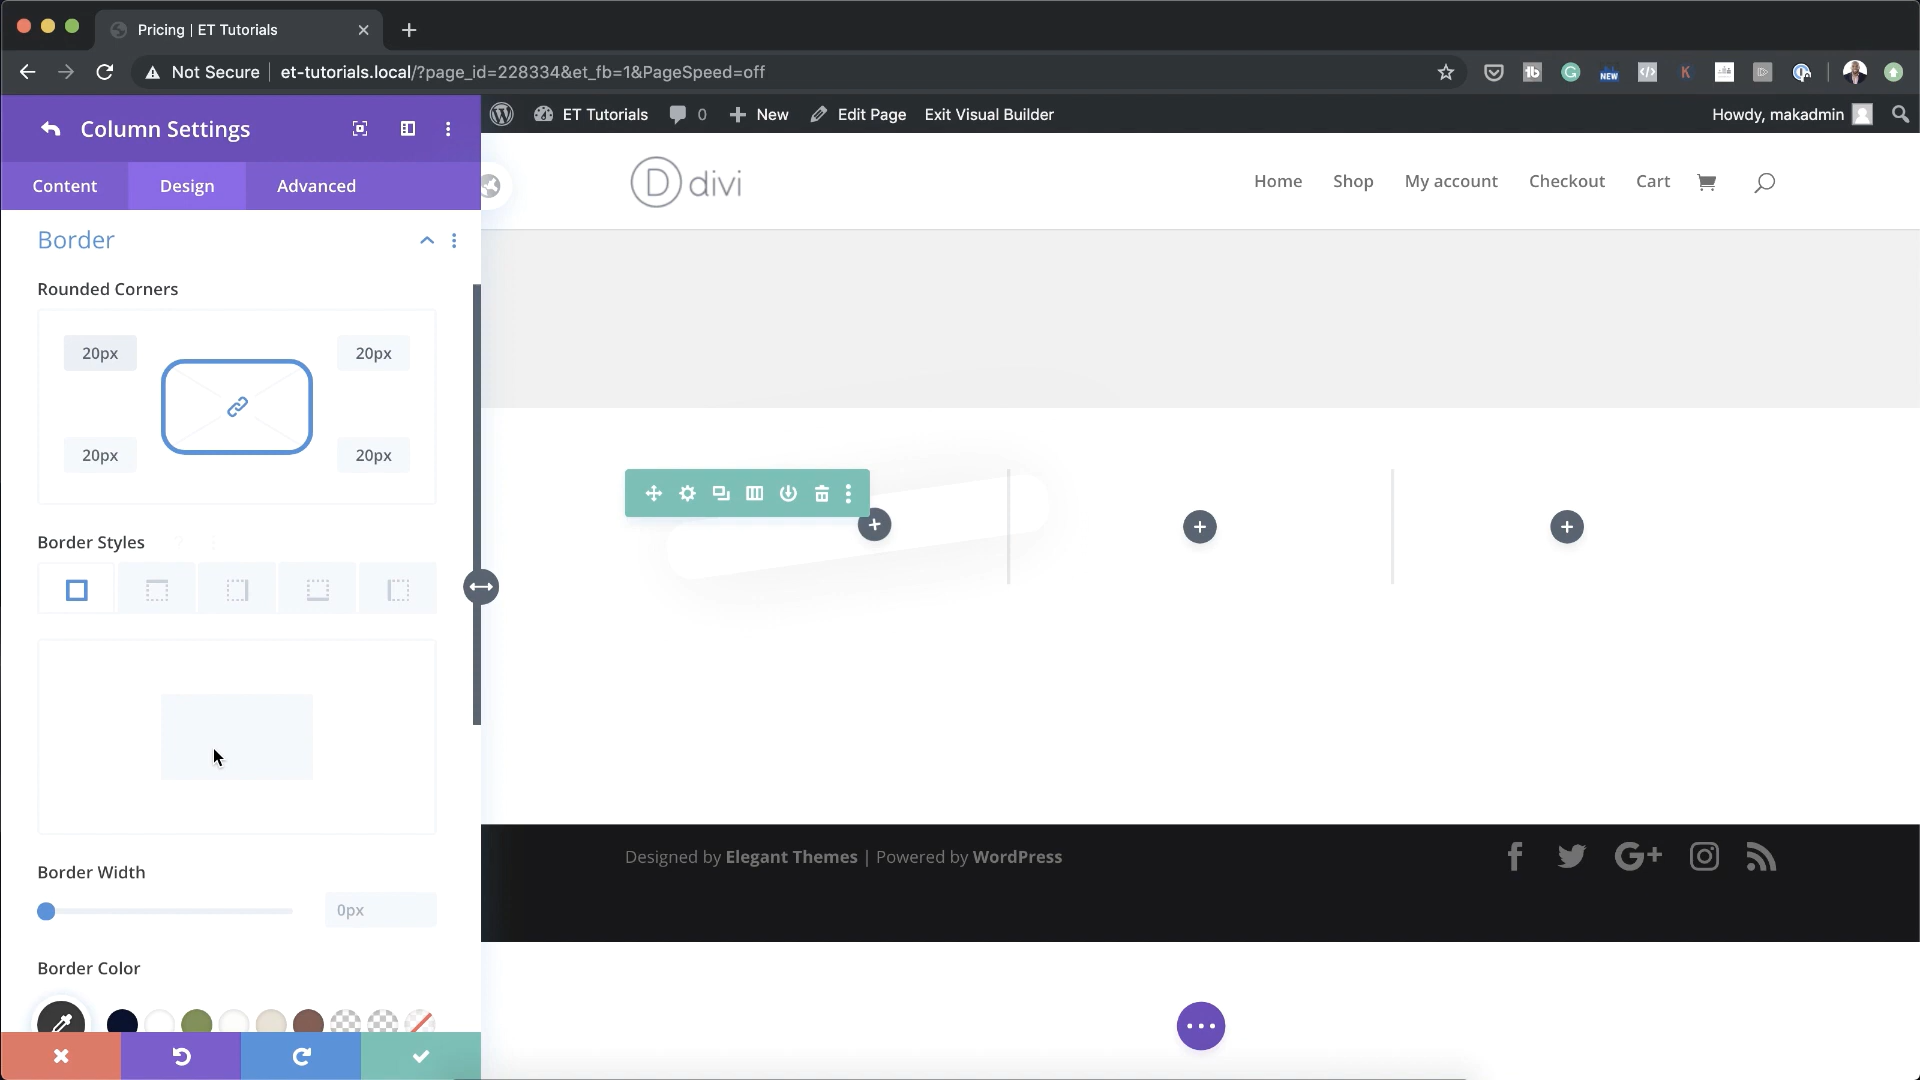 Pricing | ET Tutorials
Not Secure
et-tutorials.local/?page_id=228334&et_fb=1&PageSpeed=off
NEW
ET Tutorials
0
New
Edit Page
Exit Visual Builder
Howdy, makadmin
Column Settings
Content
Design
Advanced
D divi
Home
Shop
My account
Checkout
Cart
Border
Rounded Corners
20px
20px
20px
20px
Border Styles
Border Width
0px
Border Color
Designed by Elegant Themes | Powered by WordPress